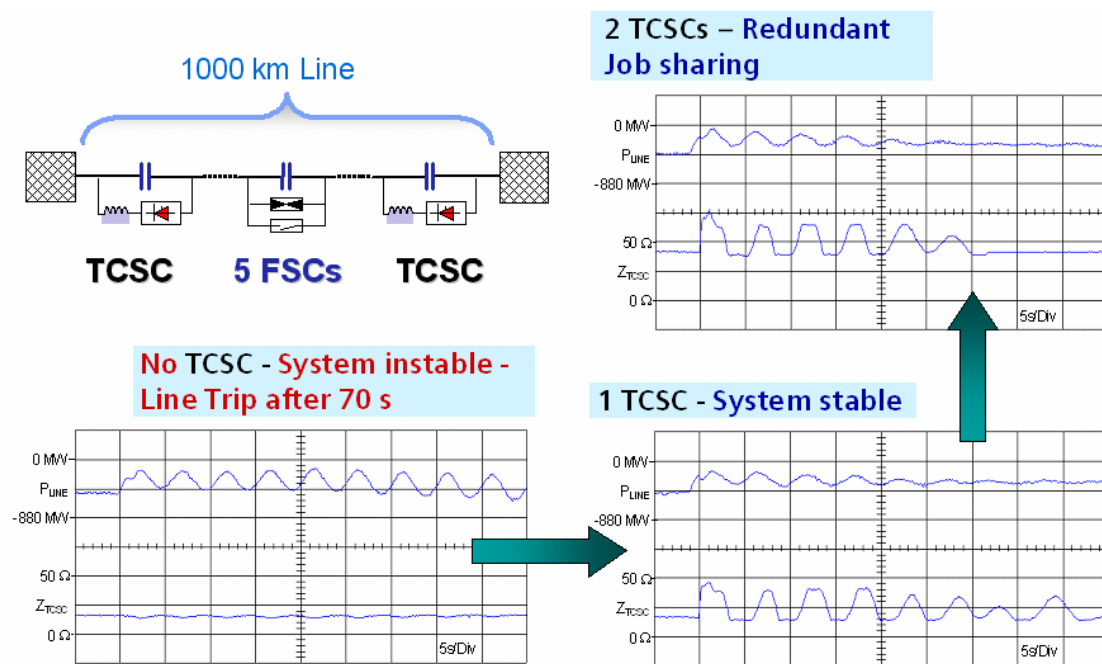 1000 km Line
TCSC
5 FSCs
TCSC
2 TCSCs – Redundant
Job sharing
0 MW
PLINE
-880 MW
50 Ω
ZTCSC
0 Ω
5s/Div
No TCSC - System instable -
Line Trip after 70 s
0 MW
PLINE
-880 MW
50 Ω
ZTCSC
0 Ω
5s/Div
1 TCSC - System stable
0 MW
PLINE
-880 MW
50 Ω
ZTCSC
0 Ω
5s/Div